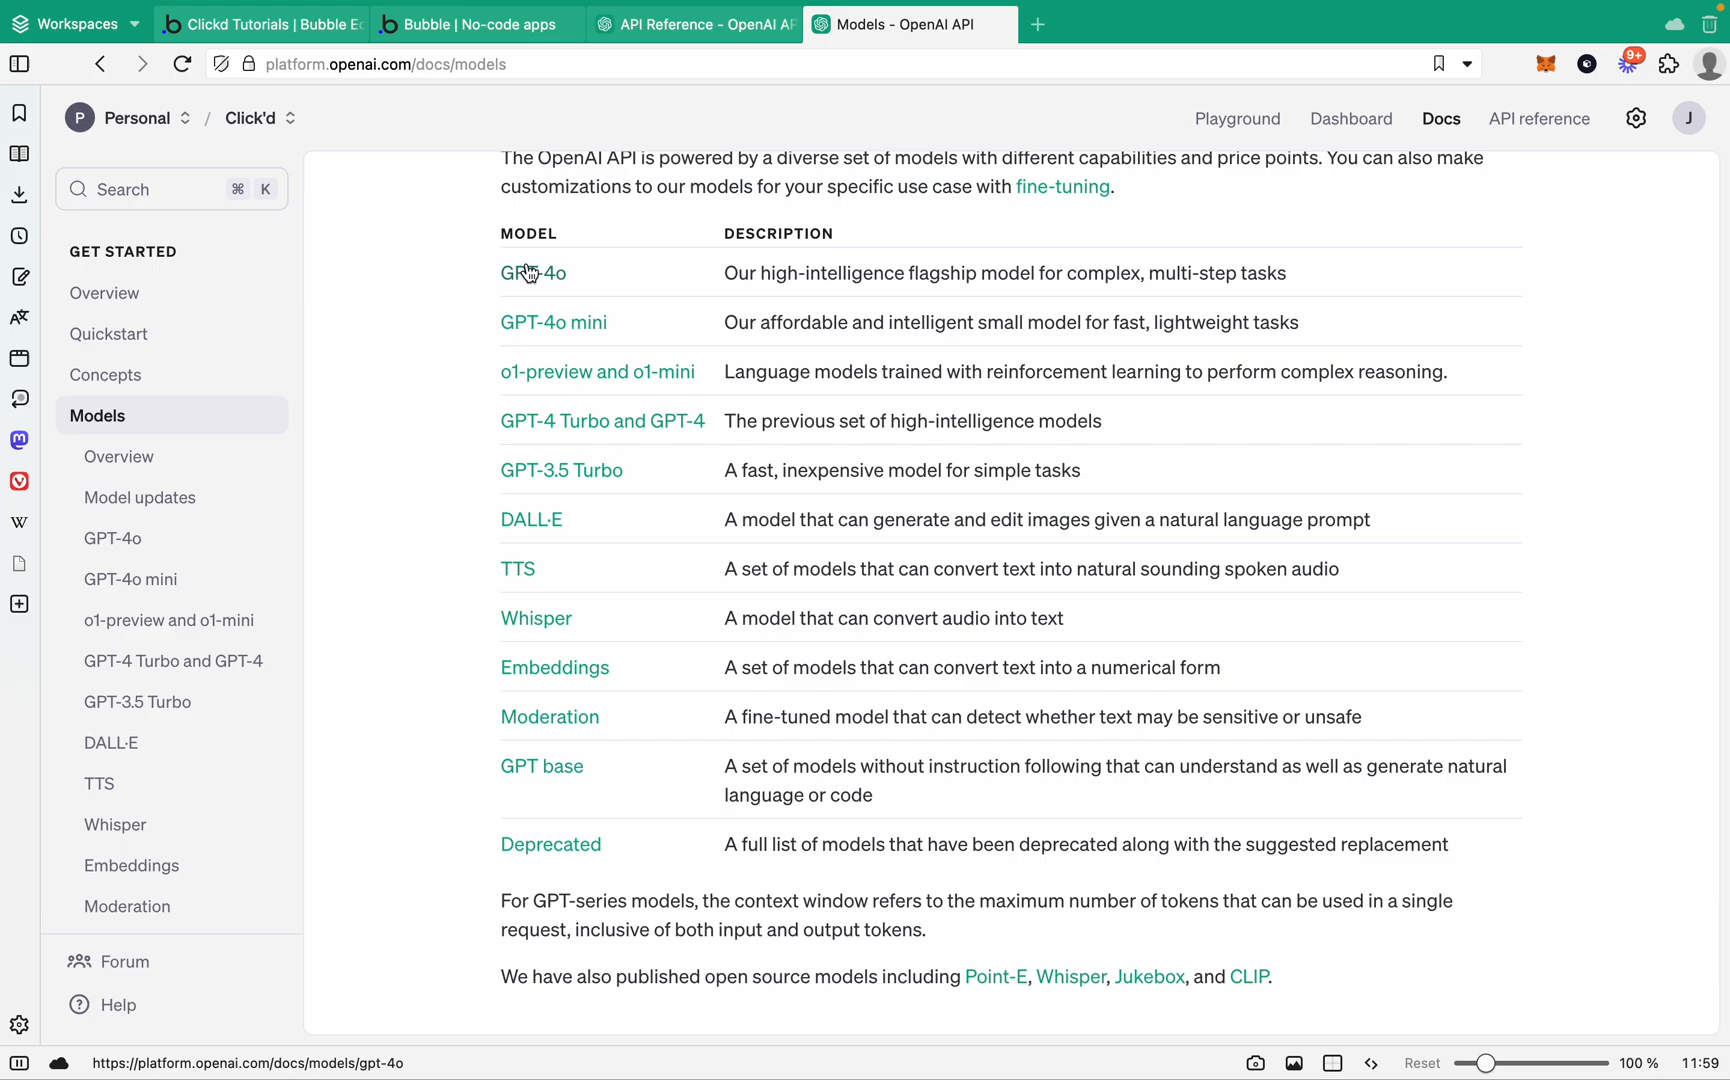 Workspaces
Clickd Tutorials | Bubble Ed
Bubble | No-code apps
API Reference - OpenAI AP
Models - OpenAI API
platform.openai.com/docs/models
9+
P Personal / Click'd
Playground Dashboard Docs API reference J
Search ⌘ K
GET STARTED
Overview
Quickstart
Concepts
Models
Overview
Model updates
GPT-4o
GPT-4o mini
o1-preview and o1-mini
GPT-4 Turbo and GPT-4
GPT-3.5 Turbo
DALL·E
TTS
Whisper
Embeddings
Moderation
Forum
Help
The OpenAI API is powered by a diverse set of models with different capabilities and price points. You can also make
customizations to our models for your specific use case with fine-tuning.
MODEL DESCRIPTION
GPT-4o Our high-intelligence flagship model for complex, multi-step tasks
GPT-4o mini Our affordable and intelligent small model for fast, lightweight tasks
o1-preview and o1-mini Language models trained with reinforcement learning to perform complex reasoning.
GPT-4 Turbo and GPT-4 The previous set of high-intelligence models
GPT-3.5 Turbo A fast, inexpensive model for simple tasks
DALL·E A model that can generate and edit images given a natural language prompt
TTS A set of models that can convert text into natural sounding spoken audio
Whisper A model that can convert audio into text
Embeddings A set of models that can convert text into a numerical form
Moderation A fine-tuned model that can detect whether text may be sensitive or unsafe
GPT base A set of models without instruction following that can understand as well as generate natural
language or code
Deprecated A full list of models that have been deprecated along with the suggested replacement
For GPT-series models, the context window refers to the maximum number of tokens that can be used in a single
request, inclusive of both input and output tokens.
We have also published open source models including Point-E, Whisper, Jukebox, and CLIP.
https://platform.openai.com/docs/models/gpt-4o
Reset 100 % 11:59